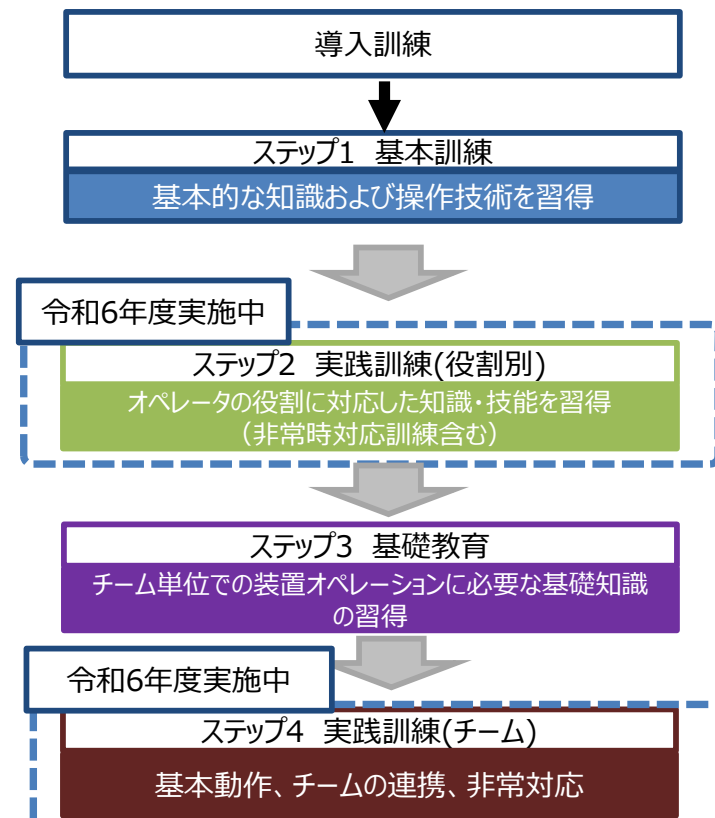 導入訓練
ステップ1 基本訓練
基本的な知識および操作技術を習得
令和6年度実施中
ステップ2 実践訓練(役割別)
オペレータの役割に対応した知識・技能を習得
（非常時対応訓練含む）
ステップ3 基礎教育
チーム単位での装置オペレーションに必要な基礎知識
の習得
令和6年度実施中
ステップ4 実践訓練(チーム)
基本動作、チームの連携、非常対応